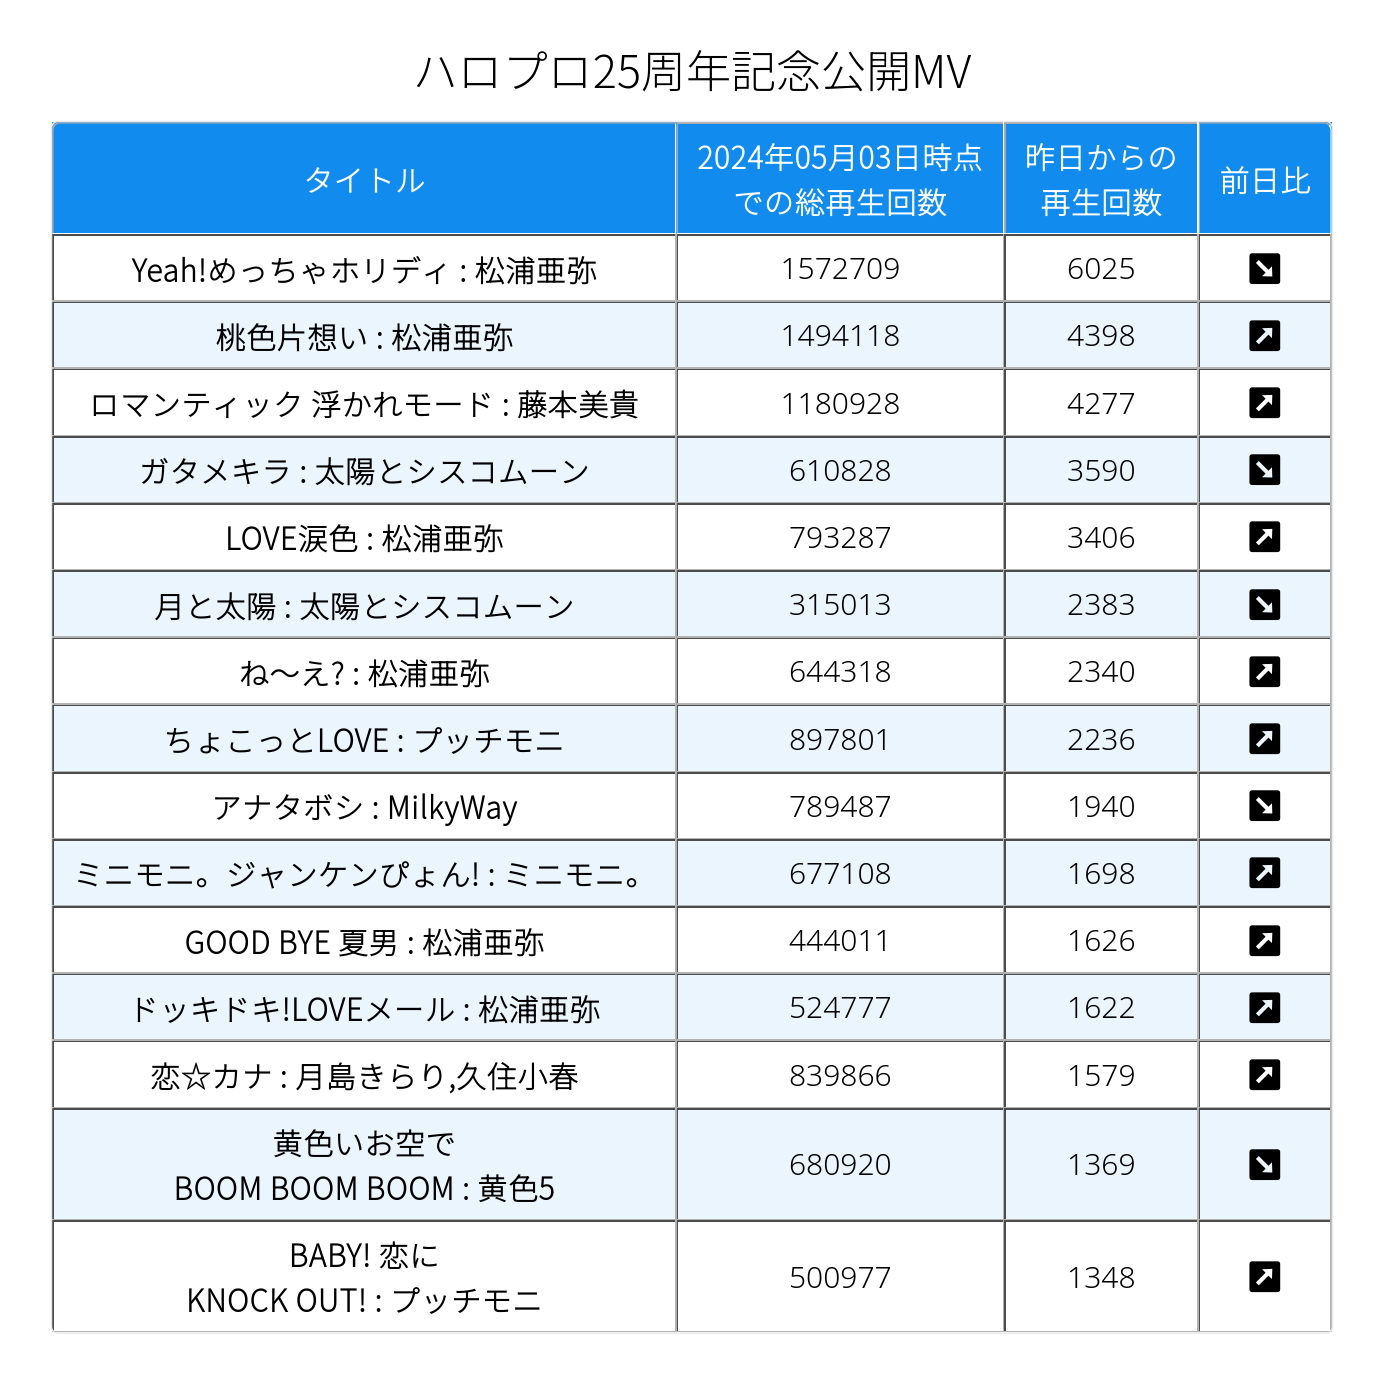 ハロプロ25周年記念公開MV
タイトル 2024年05月03日時点 昨日からの 前日比
での総再生回数 再生回数
Yeah!めっちゃホリディ : 松浦亜弥 1572709 6025 ↘
桃色片想い : 松浦亜弥 1494118 4398 ↗
ロマンティック 浮かれモード : 藤本美貴 1180928 4277 ↗
ガタメキラ : 太陽とシスコムーン 610828 3590 ↘
LOVE涙色 : 松浦亜弥 793287 3406 ↗
月と太陽 : 太陽とシスコムーン 315013 2383 ↘
ね～え? : 松浦亜弥 644318 2340 ↗
ちょこっとLOVE : プッチモニ 897801 2236 ↗
アナタボシ : MilkyWay 789487 1940 ↘
ミニモニ。ジャンケンぴょん! : ミニモニ。 677108 1698 ↗
GOOD BYE 夏男 : 松浦亜弥 444011 1626 ↗
ドッキドキ!LOVEメール : 松浦亜弥 524777 1622 ↗
恋☆カナ : 月島きらり,久住小春 839866 1579 ↗
黄色いお空で
BOOM BOOM BOOM : 黄色5 680920 1369 ↘
BABY! 恋に
KNOCK OUT! : プッチモニ 500977 1348 ↗